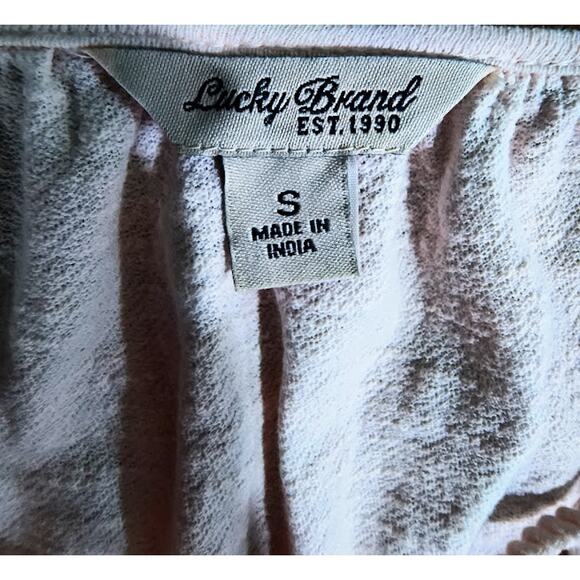 Lucky Brand
EST. 1990
S
MADE IN
INDIA